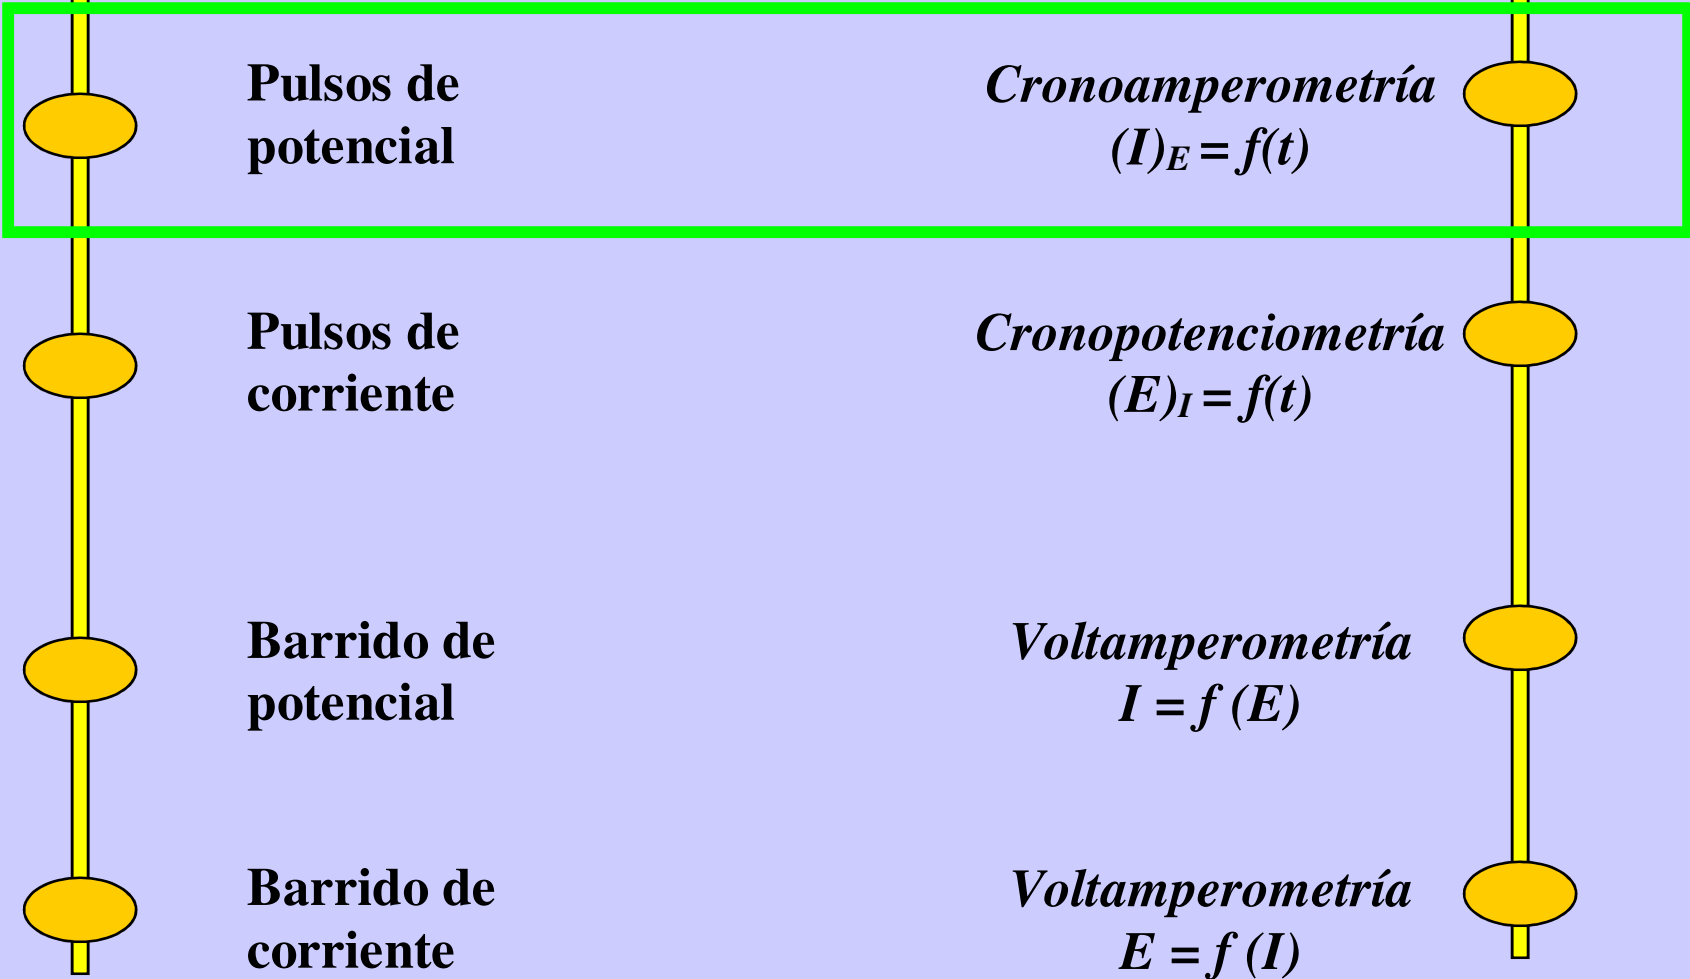 Pulsos de
potencial
Cronoamperometría
(I)E = f(t)
Pulsos de
corriente
Cronopotenciometría
(E)I = f(t)
Barrido de
potencial
Voltamperometría
I = f (E)
Barrido de
corriente
Voltamperometría
E = f (I)